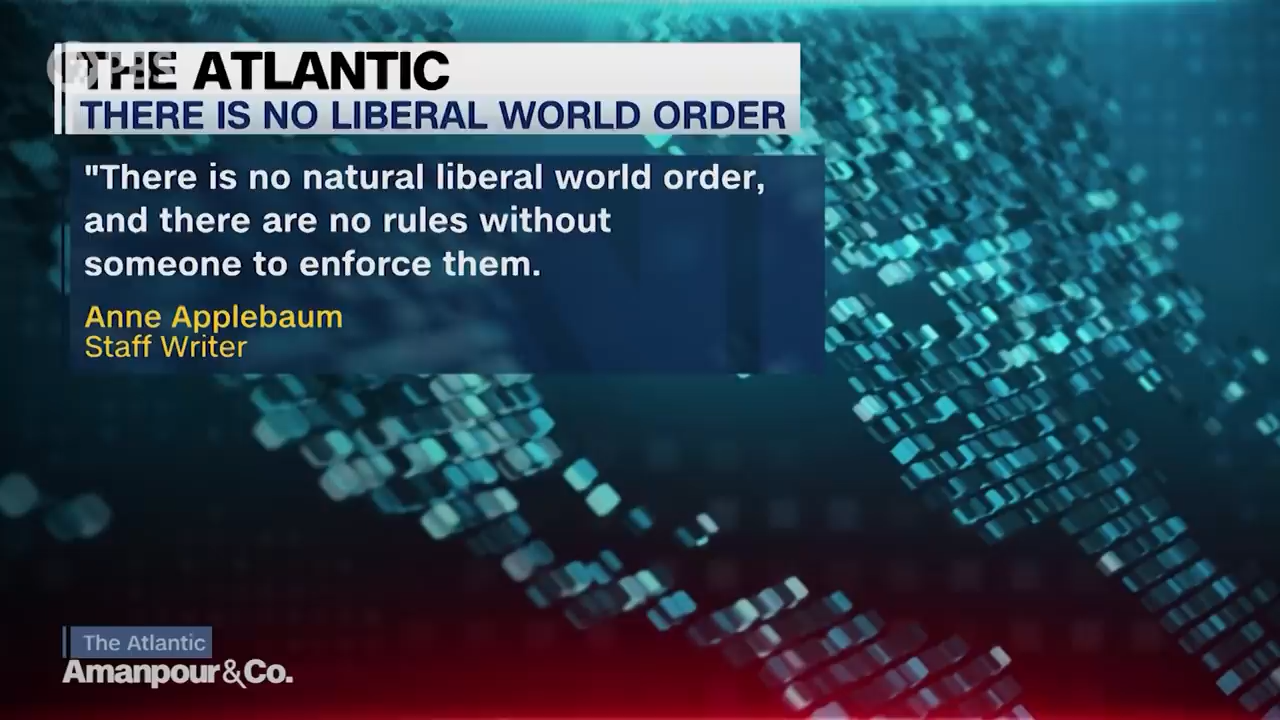 PBS
THE ATLANTIC
THERE IS NO LIBERAL WORLD ORDER
"There is no natural liberal world order,
and there are no rules without
someone to enforce them.
Anne Applebaum
Staff Writer
The Atlantic
Amanpour&Co.